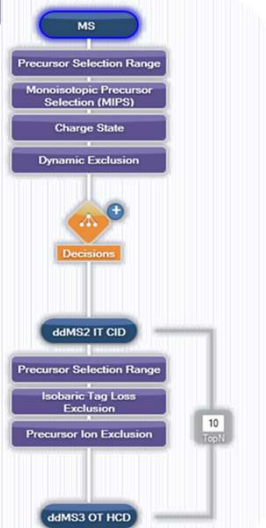 MS
Precursor Selection Range
Monoisotopic Precursor
Selection (MIPS)
Charge State
Dynamic Exclusion
Decisions
ddMS2 IT CID
Precursor Selection Range
Isobaric Tag Loss
Exclusion
Precursor Ion Exclusion
10
TopN
ddMS3 OT HCD